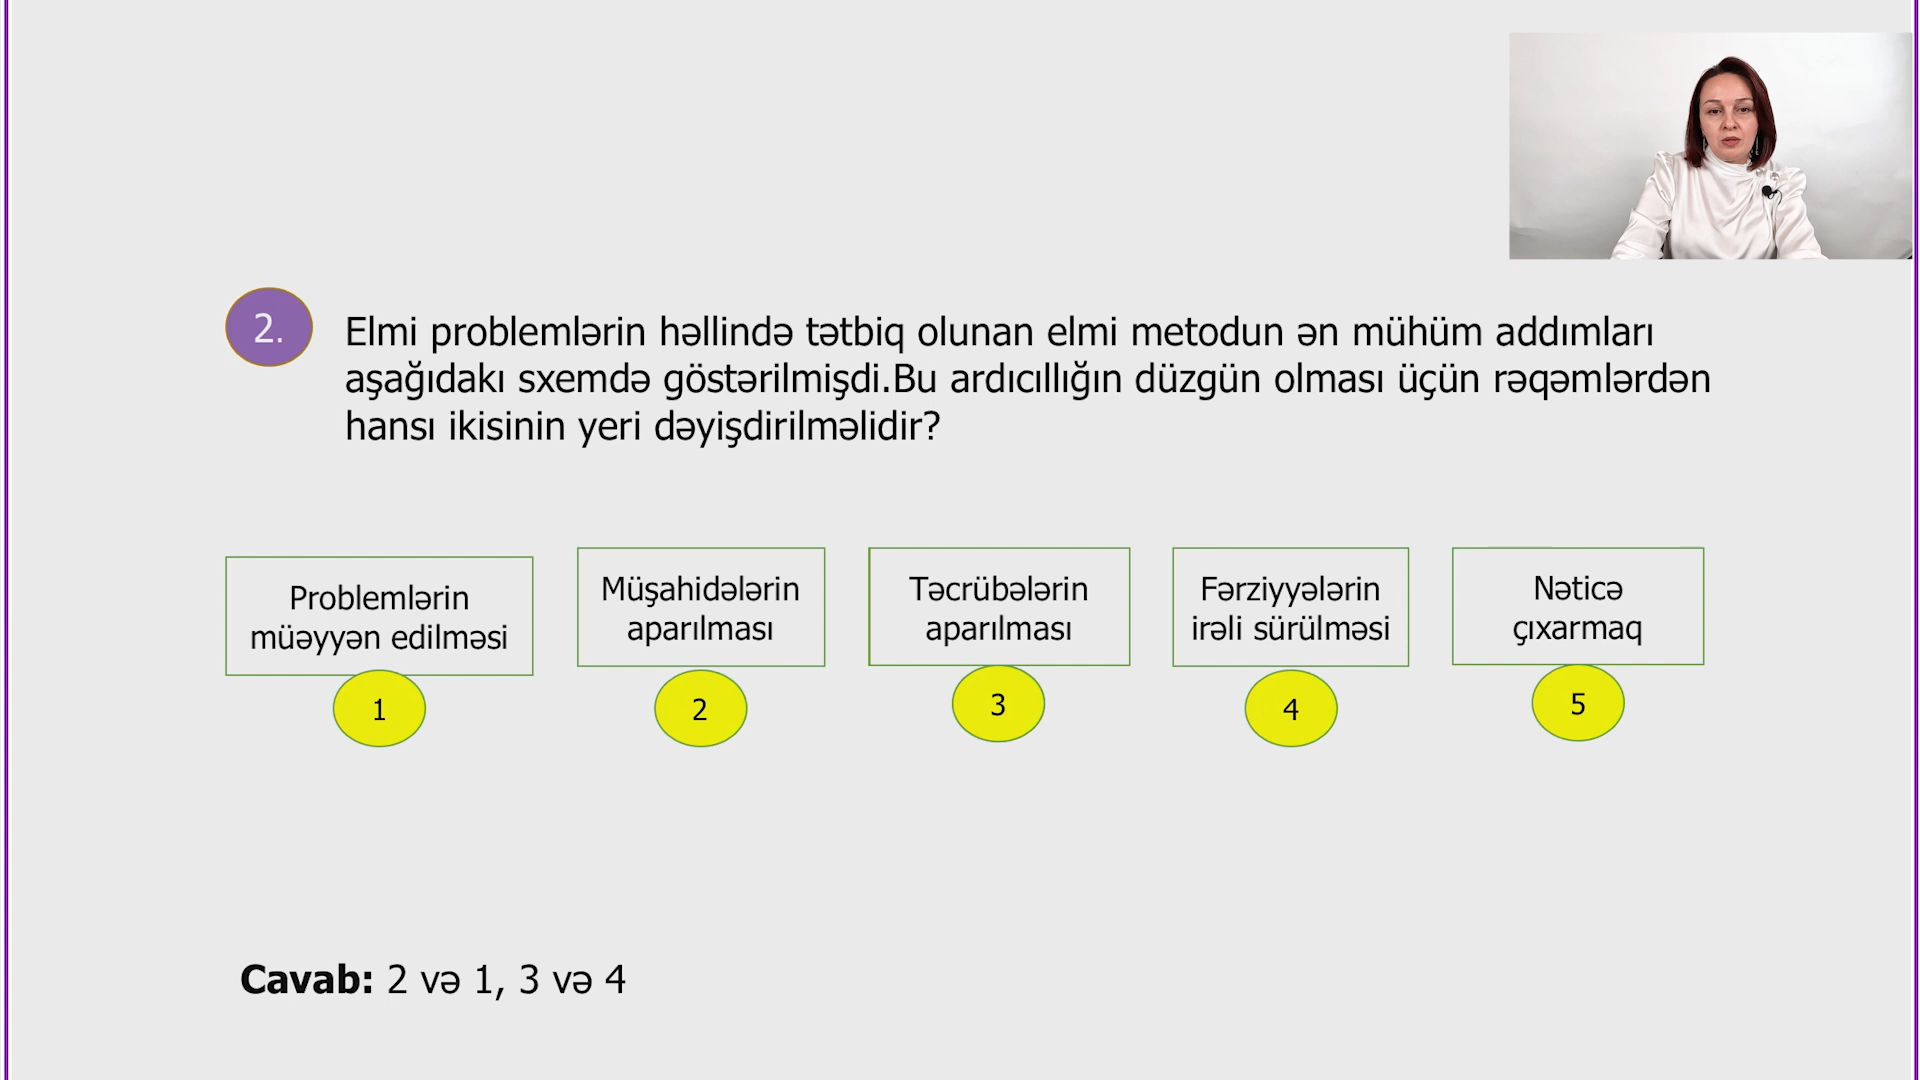 2.
Elmi problemlərin həllində tətbiq olunan elmi metodun ən mühüm addımları
aşağıdakı sxemdə göstərilmişdi.Bu ardıcıllığın düzgün olması üçün rəqəmlərdən
hansı ikisinin yeri dəyişdirilməlidir?
Problemlərin
müəyyən edilməsi
1
Müşahidələrin
aparılması
2
Təcrübələrin
aparılması
3
Fərziyyələrin
irəli sürülməsi
4
Nəticə
çıxarmaq
5
Cavab: 2 və 1, 3 və 4